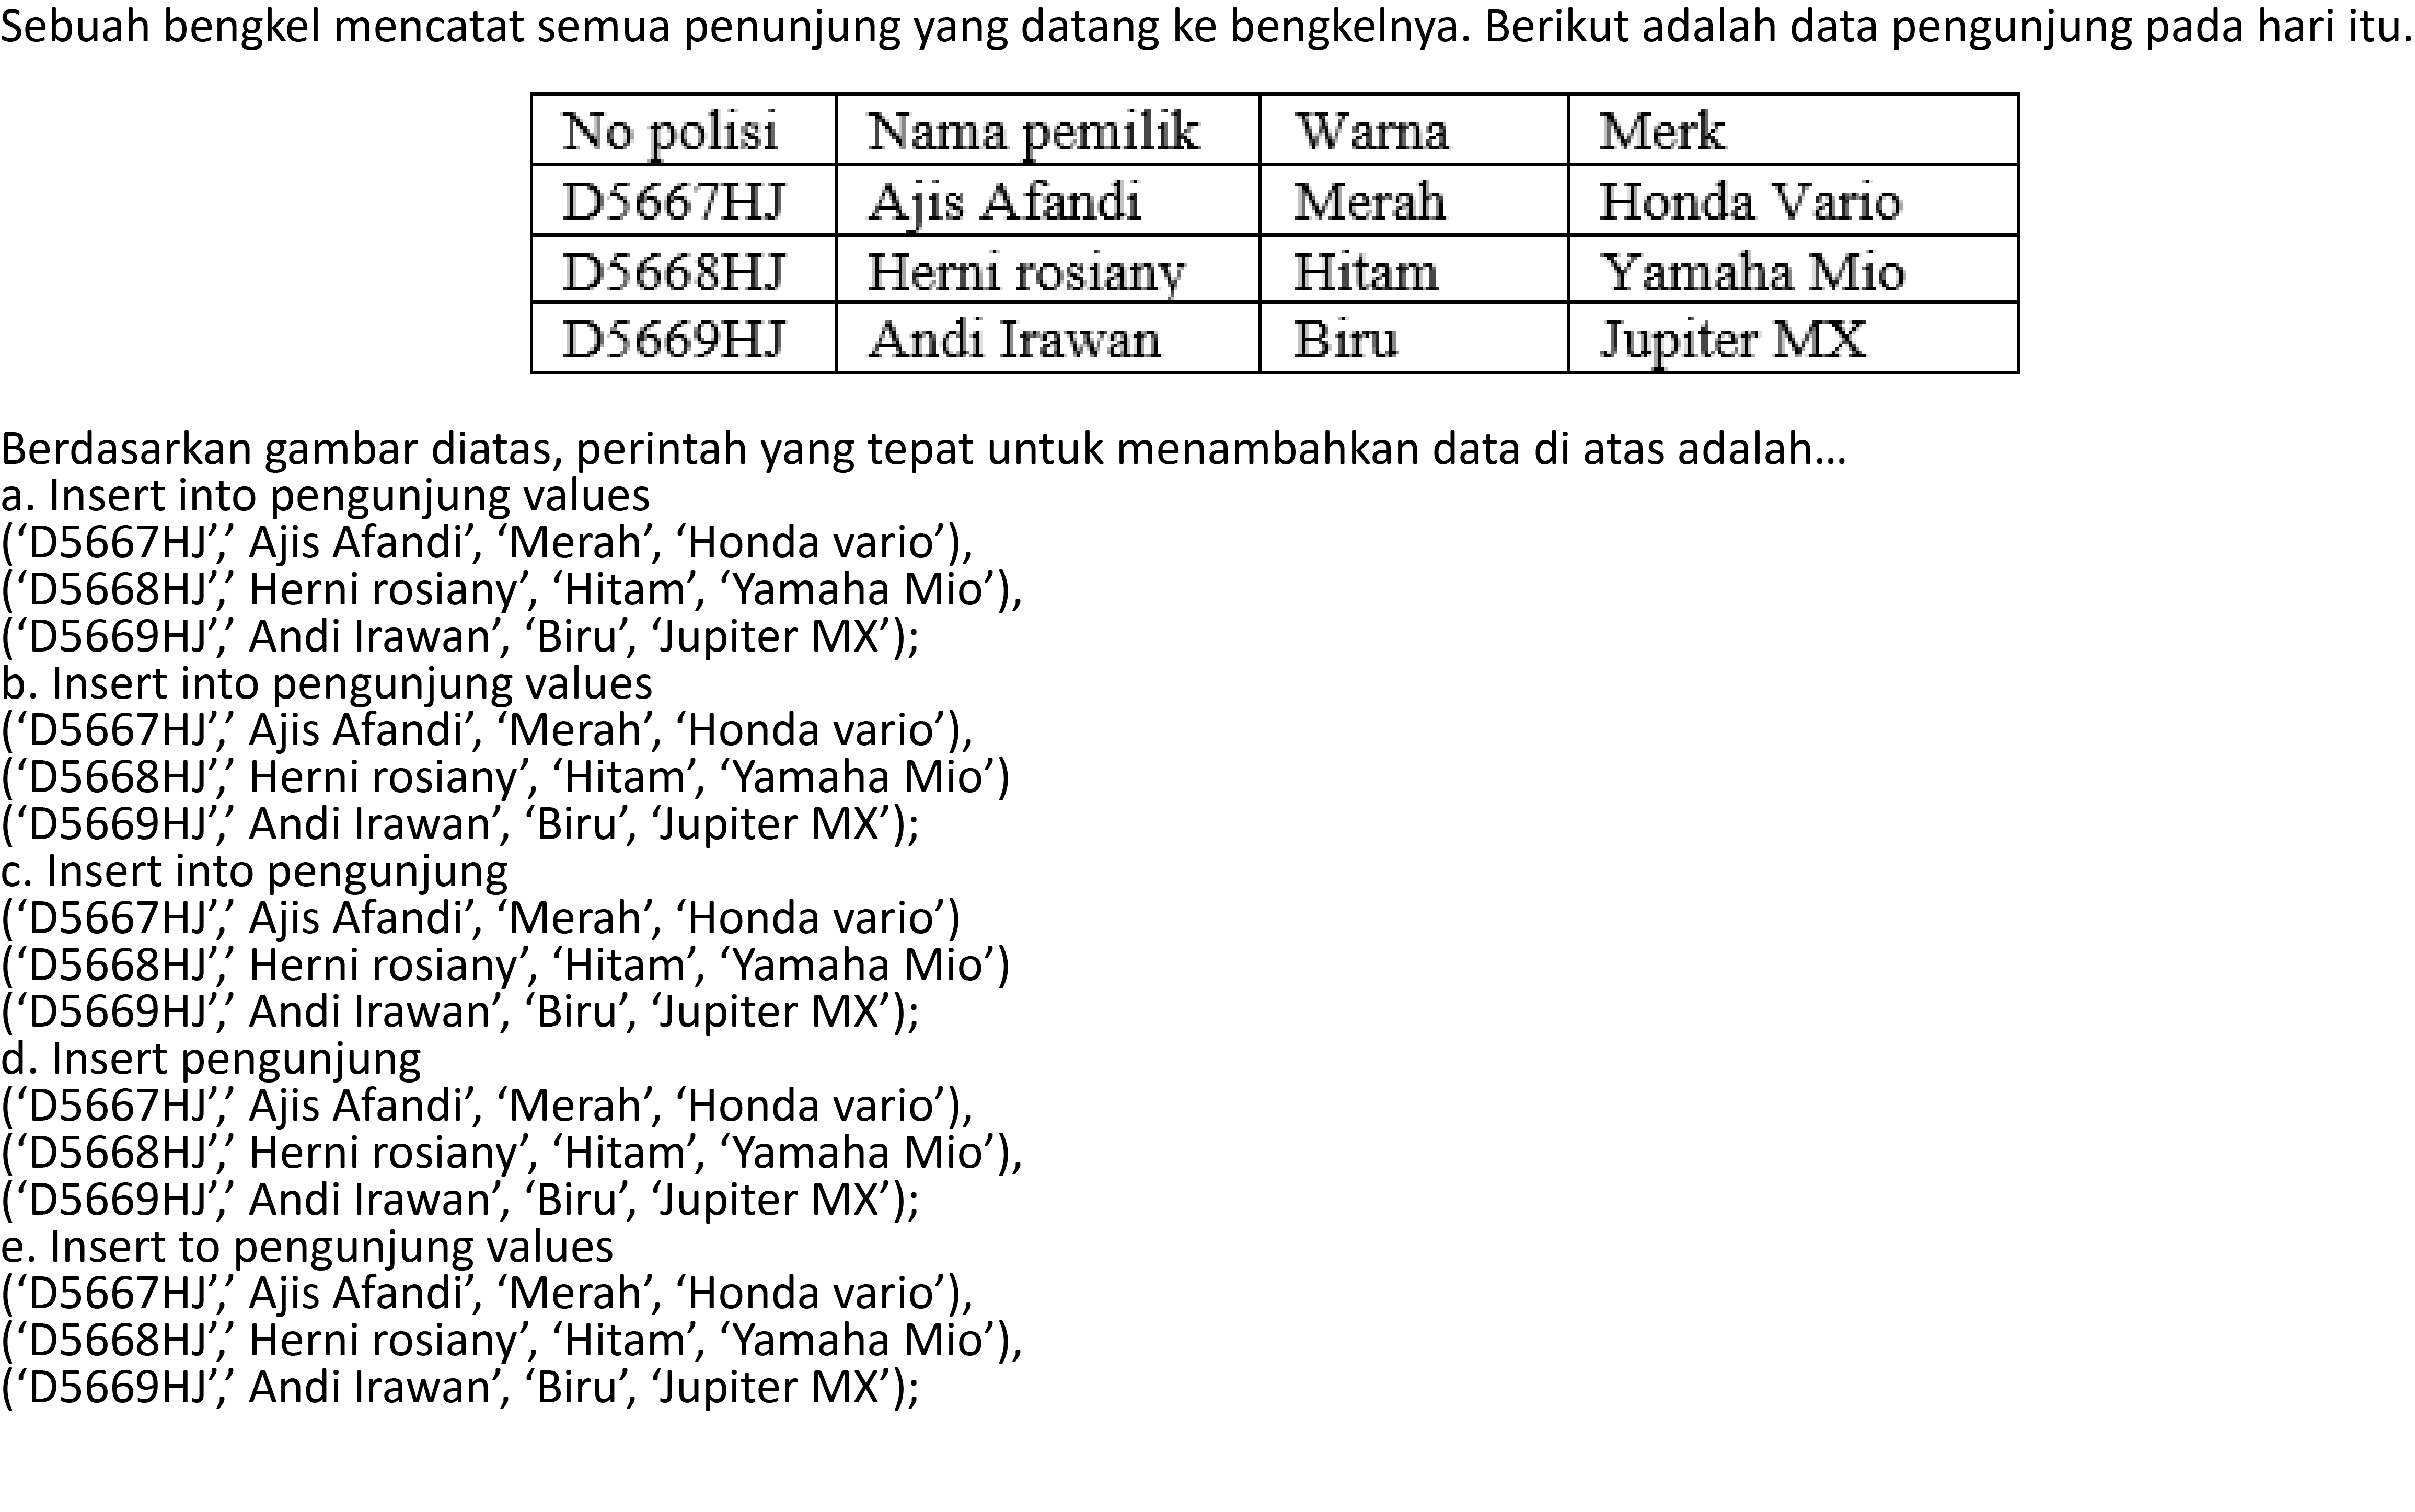 Sebuah bengkel mencatat semua penunjung yang datang ke bengkelnya. Berikut adalah data pengunjung pada hari itu.
No polisi Nama pemilik Warna Merk
D5667HJ Ajis Afandi Merah Honda Vario
D5668HJ Herni rosiany Hitam Yamaha Mio
D5669HJ Andi Irawan Biru Jupiter MX
Berdasarkan gambar diatas, perintah yang tepat untuk menambahkan data di atas adalah...
a. Insert into pengunjung values
(‘D5667HJ’,’ Ajis Afandi’, ‘Merah’, ‘Honda vario’),
(‘D5668HJ’,’ Herni rosiany’, ‘Hitam’, ‘Yamaha Mio’),
(‘D5669HJ’,’ Andi Irawan’, ‘Biru’, ‘Jupiter MX’);
b. Insert into pengunjung values
(‘D5667HJ’,’ Ajis Afandi’, ‘Merah’, ‘Honda vario’),
(‘D5668HJ’,’ Herni rosiany’, ‘Hitam’, ‘Yamaha Mio’)
(‘D5669HJ’,’ Andi Irawan’, ‘Biru’, ‘Jupiter MX’);
c. Insert into pengunjung
(‘D5667HJ’,’ Ajis Afandi’, ‘Merah’, ‘Honda vario’)
(‘D5668HJ’,’ Herni rosiany’, ‘Hitam’, ‘Yamaha Mio’)
(‘D5669HJ’,’ Andi Irawan’, ‘Biru’, ‘Jupiter MX’);
d. Insert pengunjung
(‘D5667HJ’,’ Ajis Afandi’, ‘Merah’, ‘Honda vario’),
(‘D5668HJ’,’ Herni rosiany’, ‘Hitam’, ‘Yamaha Mio’),
(‘D5669HJ’,’ Andi Irawan’, ‘Biru’, ‘Jupiter MX’);
e. Insert to pengunjung values
(‘D5667HJ’,’ Ajis Afandi’, ‘Merah’, ‘Honda vario’),
(‘D5668HJ’,’ Herni rosiany’, ‘Hitam’, ‘Yamaha Mio’),
(‘D5669HJ’,’ Andi Irawan’, ‘Biru’, ‘Jupiter MX’);